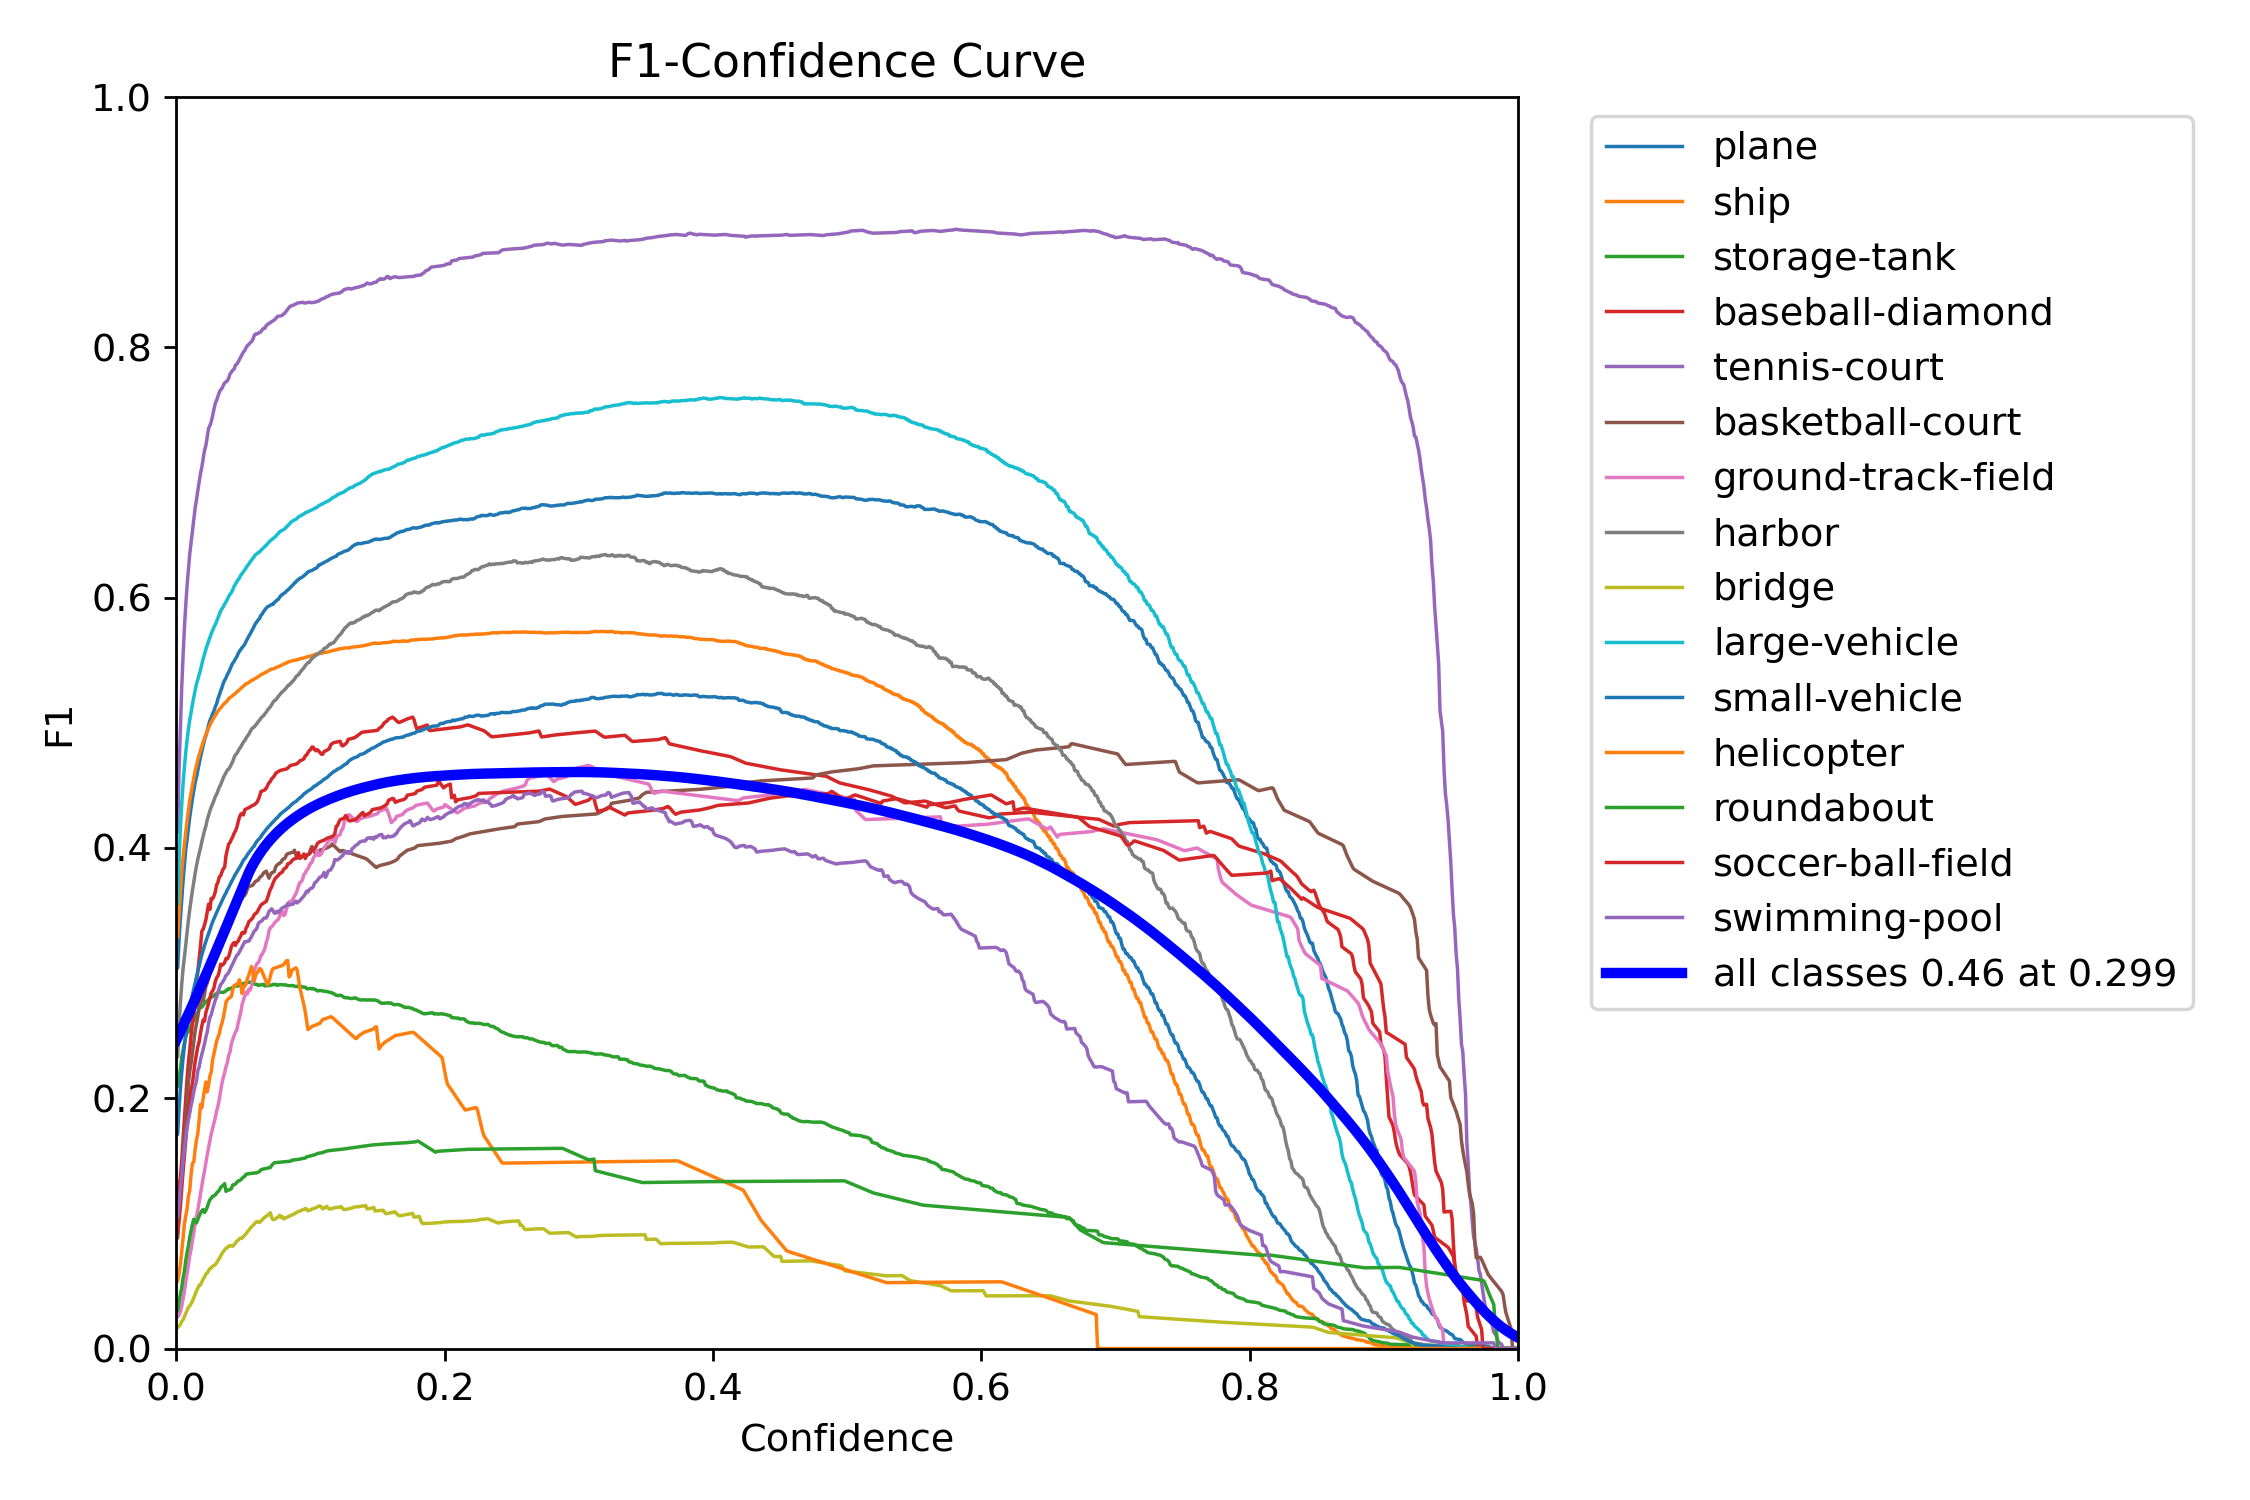 F1-Confidence Curve
1.0
0.8
0.6
0.4
0.2
0.0
F1
0.0 0.2 0.4 0.6 0.8 1.0
Confidence
plane
ship
storage-tank
baseball-diamond
tennis-court
basketball-court
ground-track-field
harbor
bridge
large-vehicle
small-vehicle
helicopter
roundabout
soccer-ball-field
swimming-pool
all classes 0.46 at 0.299